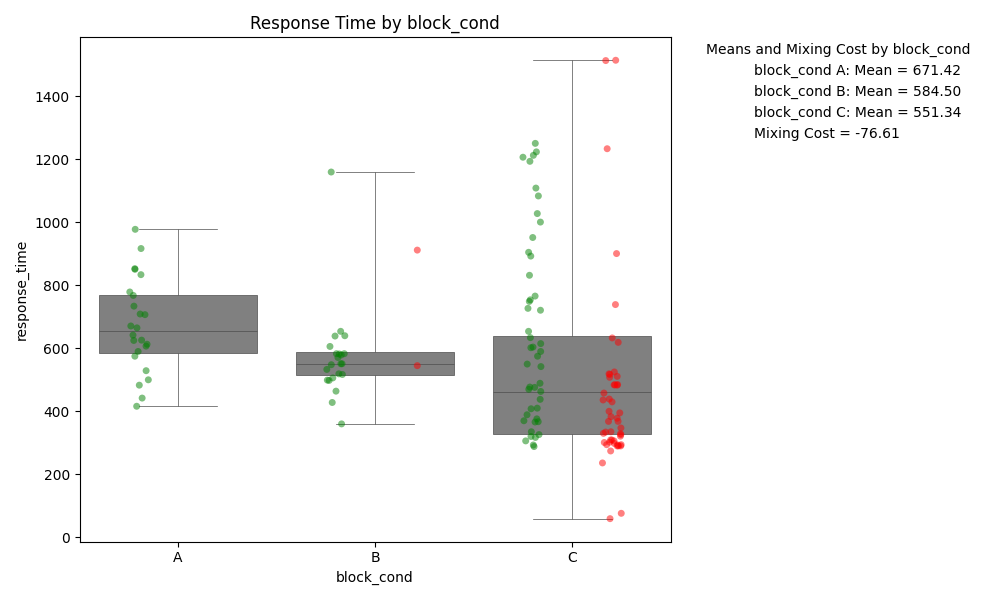 Response Time by block_cond
Means and Mixing Cost by block_cond
block_cond A: Mean = 671.42
block_cond B: Mean = 584.50
block_cond C: Mean = 551.34
Mixing Cost = -76.61
response_time
1400
1200
1000
800
600
400
200
0
A B C
block_cond